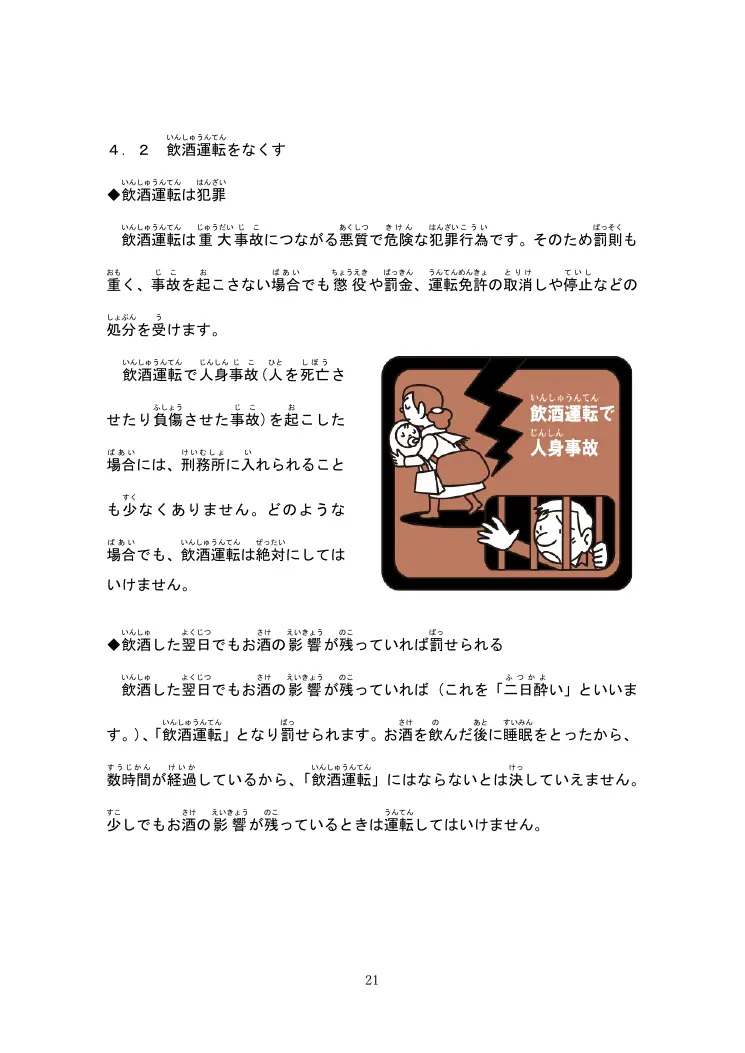 ４．２　飲酒運転をなくす
◆飲酒運転は犯罪
飲酒運転は重大事故につながる悪質で危険な犯罪行為です。そのため罰則も
重く、事故を起こさない場合でも懲役や罰金、運転免許の取消しや停止などの
処分を受けます。
飲酒運転で人身事故(人を死亡さ
せたり負傷させた事故)を起こした
場合には、刑務所に入れられること
も少なくありません。どのような
場合でも、飲酒運転は絶対にしては
いけません。
飲酒運転で
人身事故
◆飲酒した翌日でもお酒の影響が残っていれば罰せられる
飲酒した翌日でもお酒の影響が残っていれば（これを「二日酔い」といいま
す。）、「飲酒運転」となり罰せられます。お酒を飲んだ後に睡眠をとったから、
数時間が経過しているから、「飲酒運転」にはならないとは決していえません。
少しでもお酒の影響が残っているときは運転してはいけません。
21